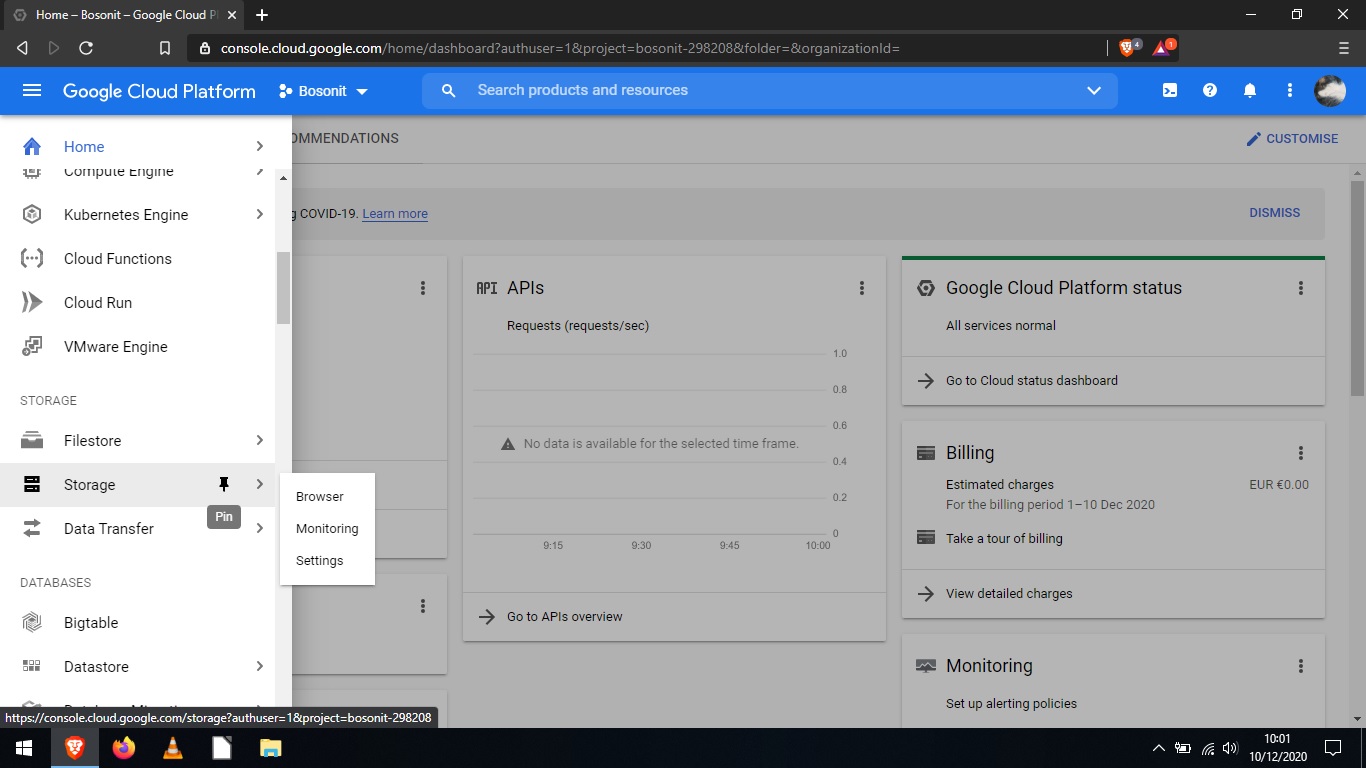 Home – Bosonit – Google Cloud P
console.cloud.google.com/home/dashboard?authuser=1&project=bosonit-298208&folder=&organizationId=
4
1
Google Cloud Platform
Bosonit
Search products and resources
Home
OMMENDATIONS
CUSTOMISE
Compute Engine
Kubernetes Engine
Cloud Functions
Cloud Run
VMware Engine
STORAGE
Filestore
Storage
Pin
Data Transfer
Browser
Monitoring
Settings
DATABASES
Bigtable
Datastore
https://console.cloud.google.com/storage?authuser=1&project=bosonit-298208
g COVID-19. Learn more
DISMISS
API APIs
Requests (requests/sec)
1.0
0.8
0.6
No data is available for the selected time frame.
0.4
0.2
0
9:15 9:30 9:45 10:00
Go to APIs overview
Google Cloud Platform status
All services normal
Go to Cloud status dashboard
Billing
Estimated charges EUR €0.00
For the billing period 1–10 Dec 2020
Take a tour of billing
View detailed charges
Monitoring
Set up alerting policies
10:01
10/12/2020